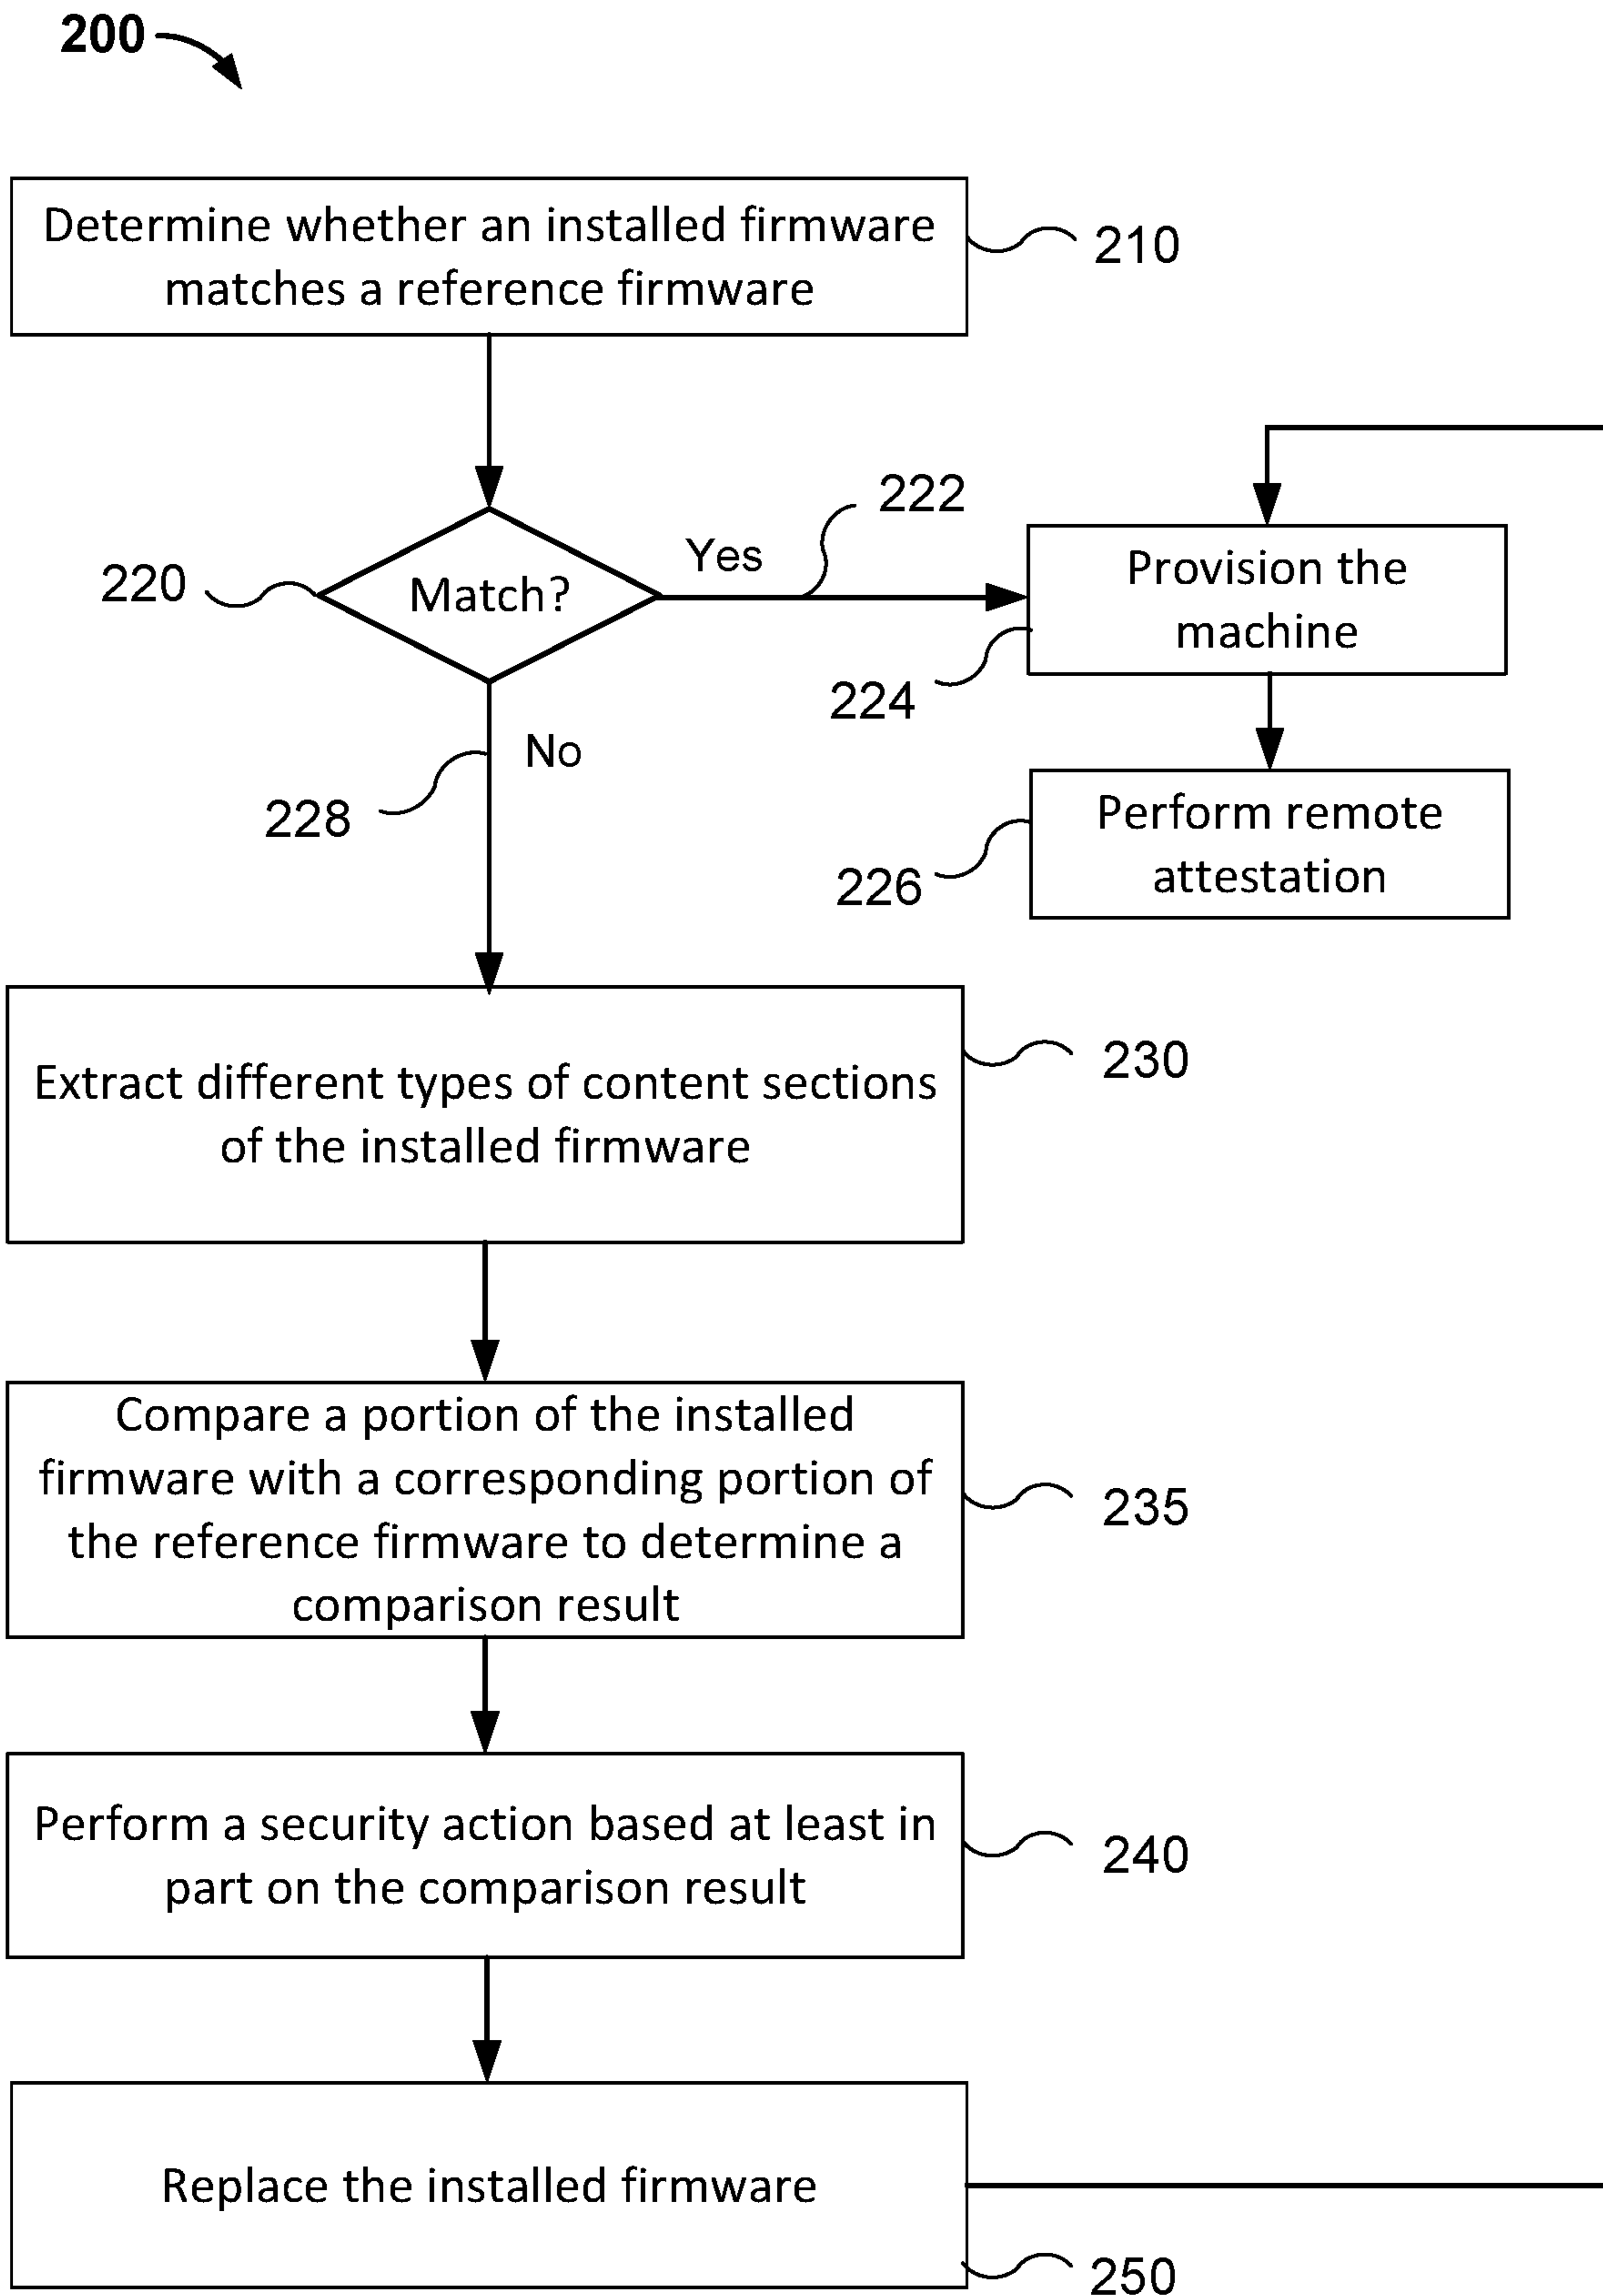 200
Determine whether an installed firmware
matches a reference firmware
210
222
Yes
220
Match?
Provision the
machine
224
No
228
Perform remote
attestation
226
Extract different types of content sections
of the installed firmware
230
Compare a portion of the installed
firmware with a corresponding portion of
the reference firmware to determine a
comparison result
235
Perform a security action based at least in
part on the comparison result
240
Replace the installed firmware
250